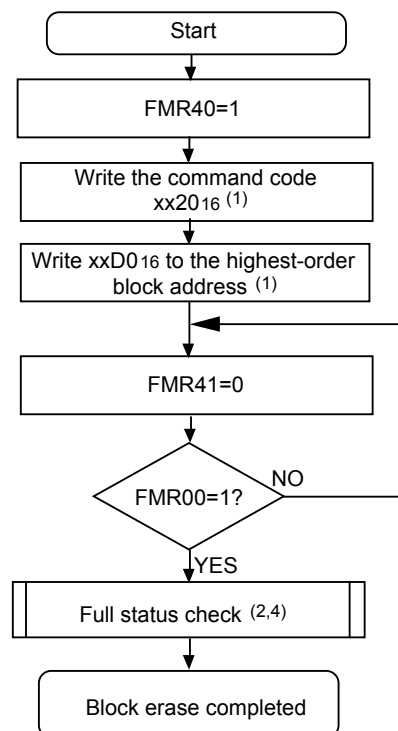 Start
FMR40=1
Write the command code
xx2016 (1)
Write xxD016 to the highest-order
block address (1)
FMR41=0
FMR00=1?
NO
YES
Full status check (2,4)
Block erase completed